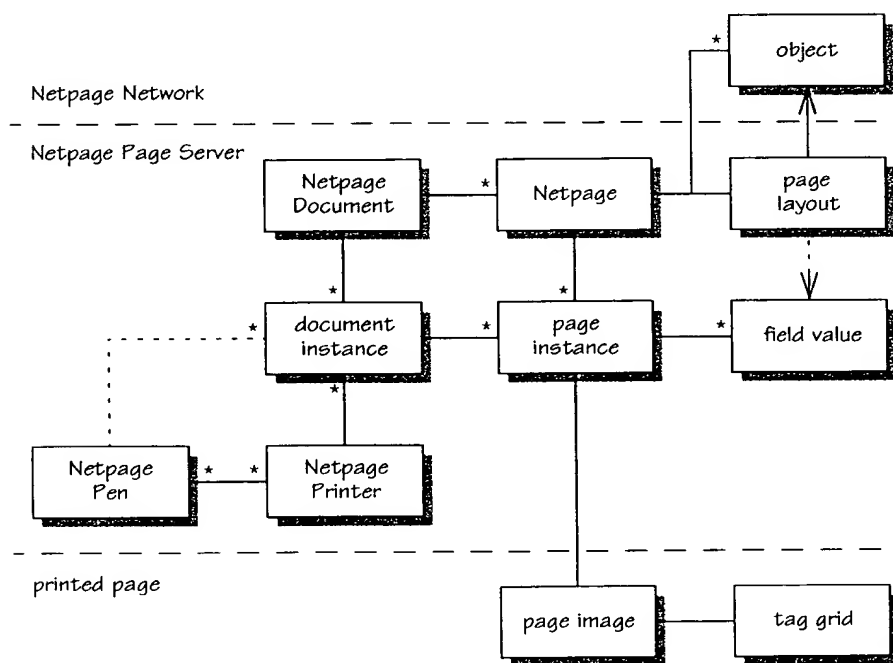 *
object
Netpage Network
Netpage Page Server
Netpage
Document
*
Netpage
page
layout
*
*
*
document
instance
*
page
instance
*
field value
*
Netpage
Pen
*
*
Netpage
Printer
printed page
page image
tag grid